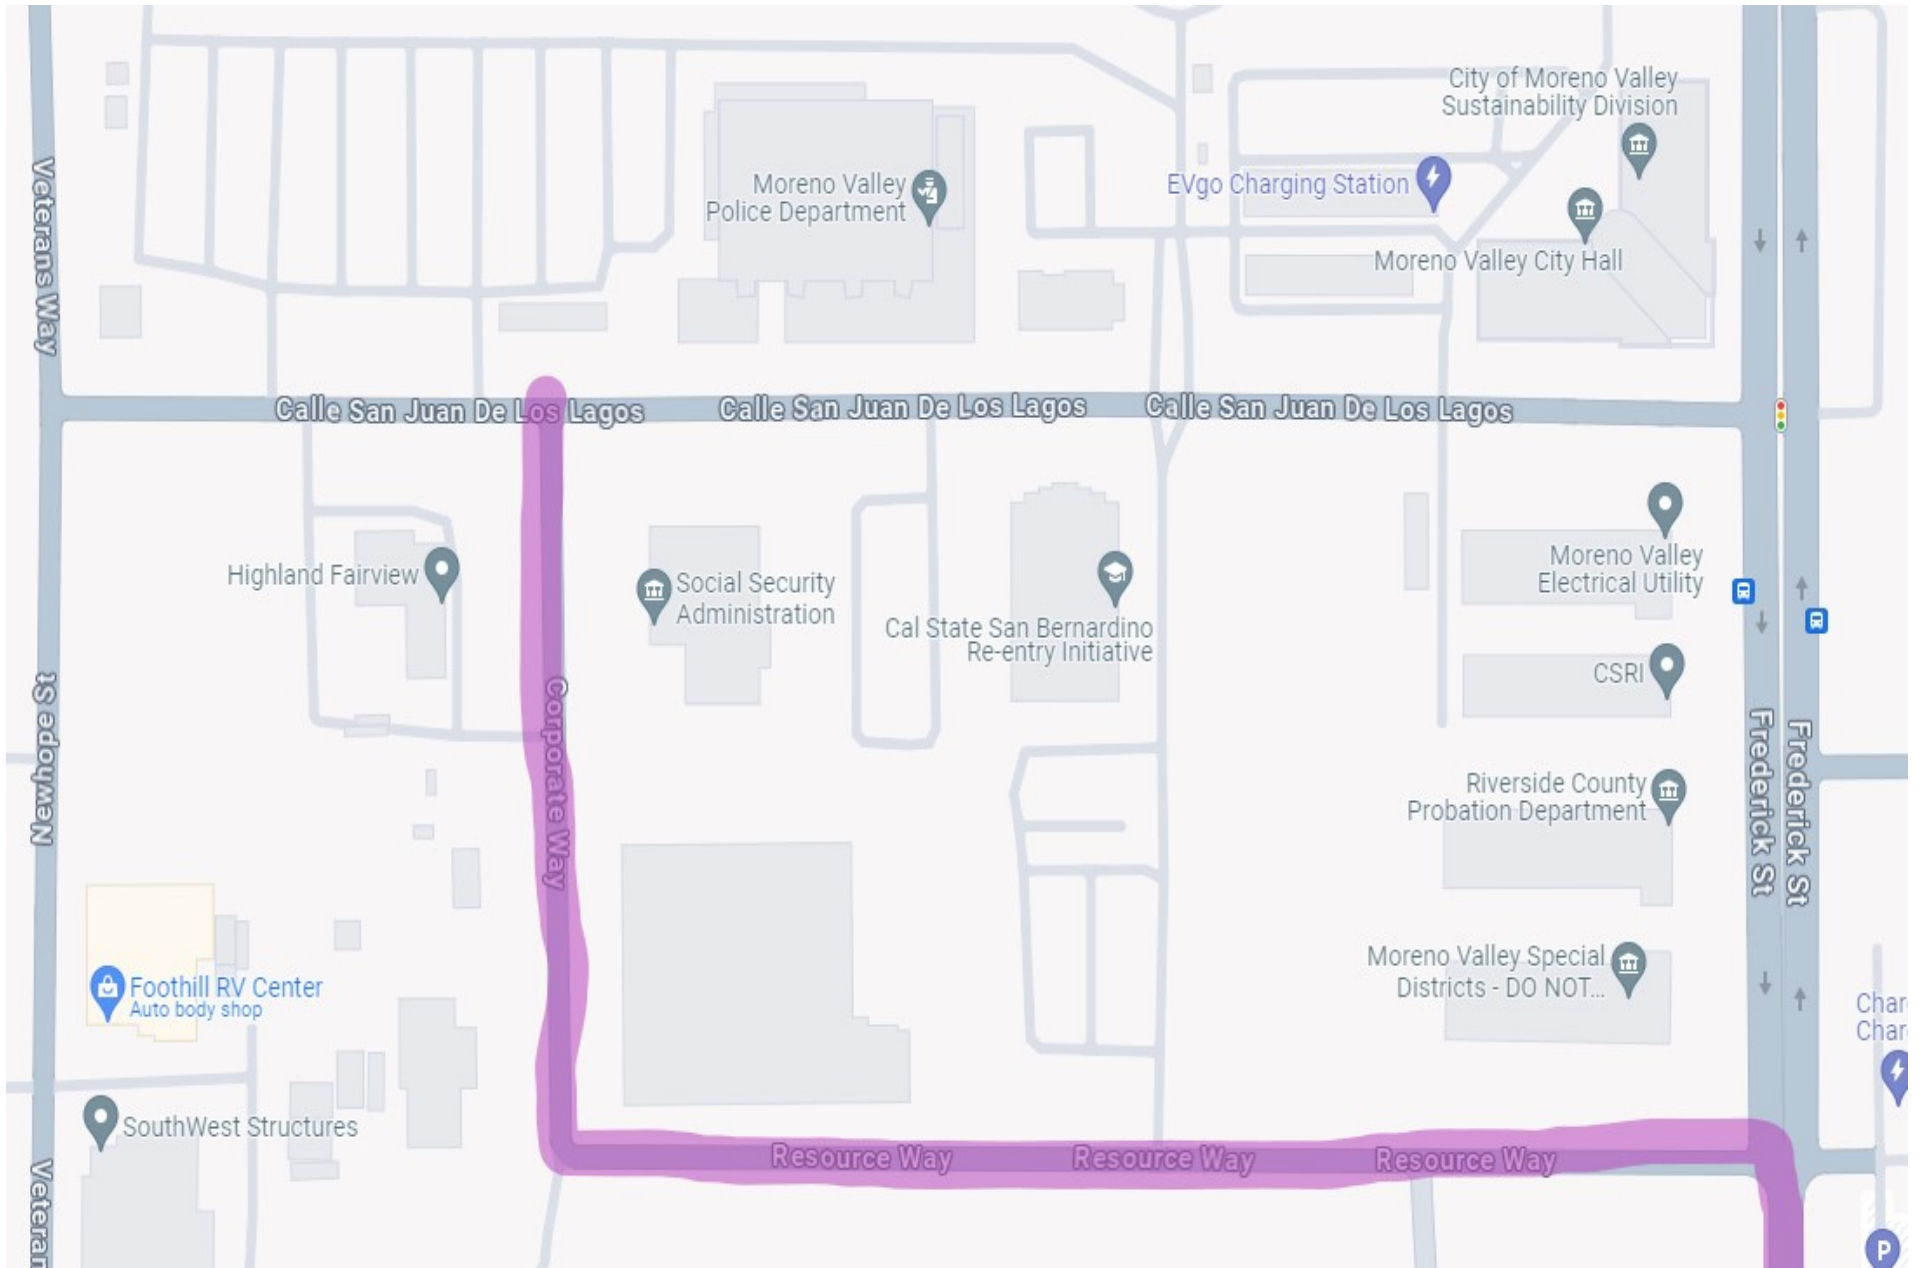 City of Moreno Valley
Sustainability Division
Moreno Valley
Police Department
EVgo Charging Station
Moreno Valley City Hall
Veterans Way
Calle San Juan De Los Lagos
Calle San Juan De Los Lagos
Calle San Juan De Los Lagos
Highland Fairview
Social Security
Administration
Cal State San Bernardino
Re-entry Initiative
Moreno Valley
Electrical Utility
CSRI
Newhope St
Corporate Way
Frederick St
Frederick St
Riverside County
Probation Department
Foothill RV Center
Auto body shop
Moreno Valley Special
Districts - DO NOT...
Char
Char
SouthWest Structures
Resource Way
Resource Way
Resource Way
Veteran
P